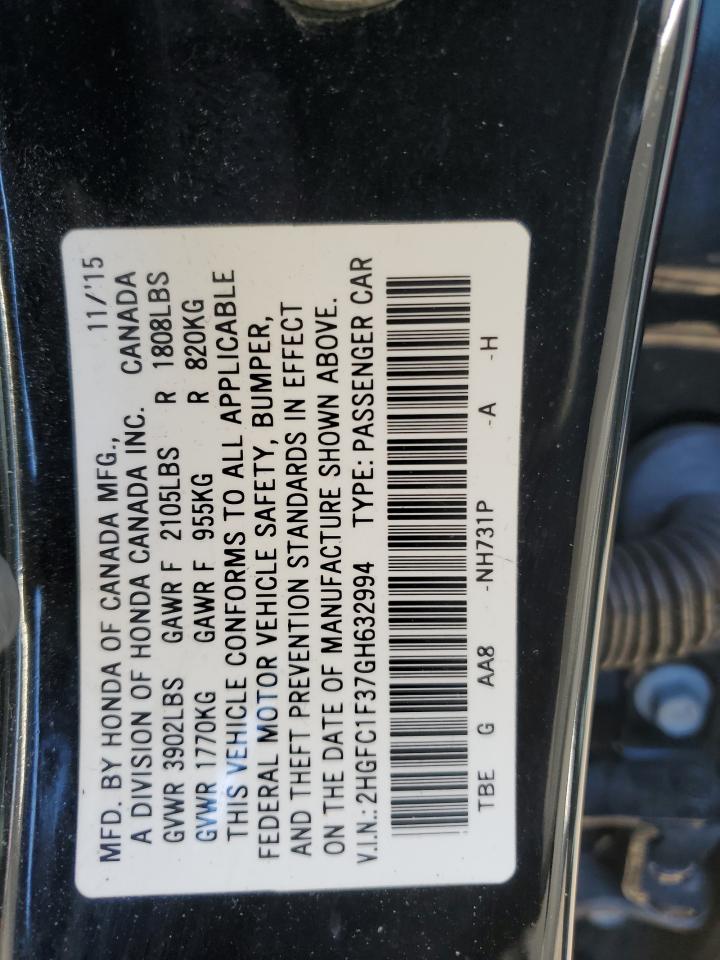 MFD. BY HONDA OF CANADA MFG., 11/'15
A DIVISION OF HONDA CANADA INC. CANADA
GVWR 3902LBS GAWR F 2105LBS R 1808LBS
GVWR 1770KG GAWR F 955KG R 820KG
THIS VEHICLE CONFORMS TO ALL APPLICABLE
FEDERAL MOTOR VEHICLE SAFETY, BUMPER,
AND THEFT PREVENTION STANDARDS IN EFFECT
ON THE DATE OF MANUFACTURE SHOWN ABOVE.
V.I.N.: 2HGFC1F37GH632994 TYPE: PASSENGER CAR
TBE G AA8 -NH731P -A -H